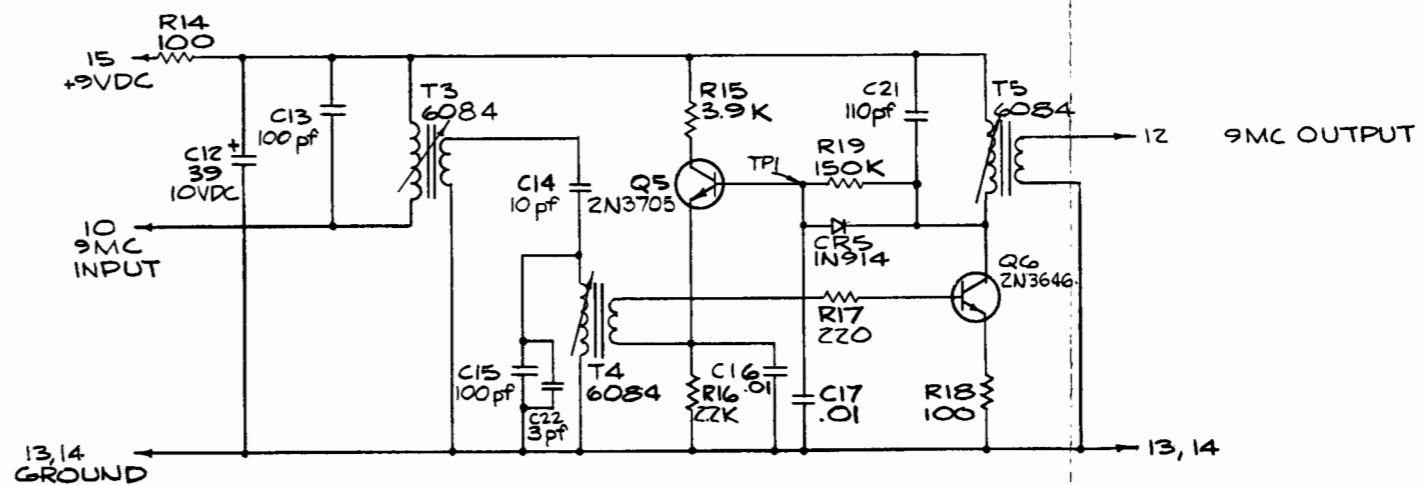 R14
100
15
+9VDC
C13
100pf
C12 +
39
10VDC
10
9MC
INPUT
T3
6084
C14
10pf
R15
3.9K
Q5
2N3705
TP1
R19
150K
CR5
1N914
C21
110pf
T5
6084
12
9MC OUTPUT
Q6
2N3646
R17
220
C15
100pf
C22
3pf
T4
6084
R16
2.2K
C16
.01
C17
.01
R18
100
13,14
GROUND
13,14